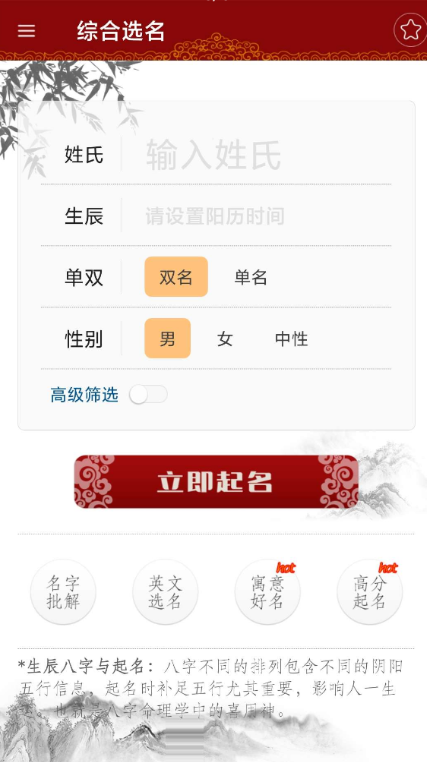 综合选名
姓氏 输入姓氏
生辰 请设置阳历时间
单双 双名 单名
性别 男 女 中性
高级筛选
立即起名
hot hot
名字 英文 寓意 高分
批解 选名 好名 起名
*生辰八字与起名：八字不同的排列包含不同的阴阳
五行信息，起名时补足五行尤其重要，影响人一生
也就是八字命理学中的喜用神。